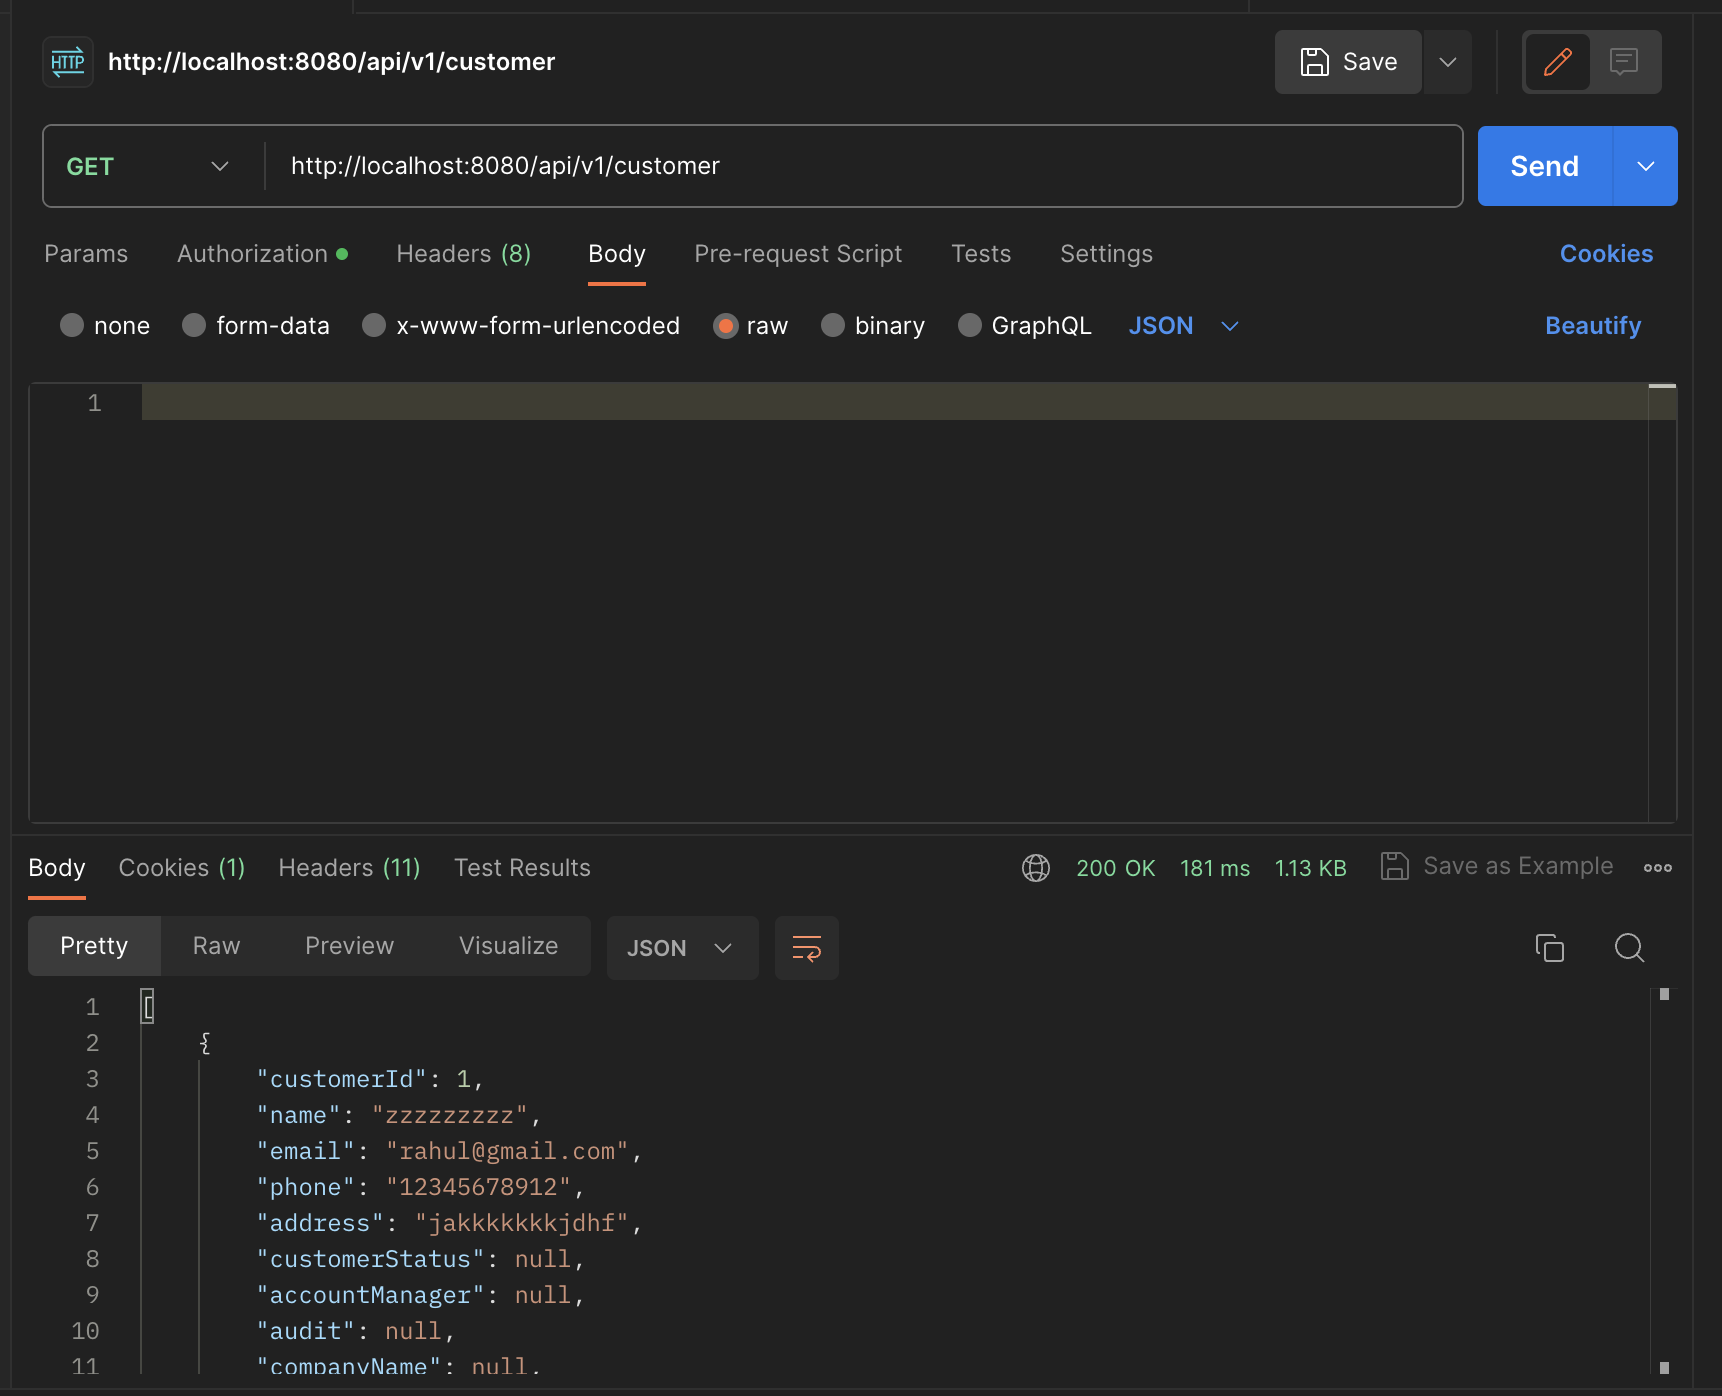 HTTP http://localhost:8080/api/v1/customer Save
GET http://localhost:8080/api/v1/customer Send
Params Authorization Headers (8) Body Pre-request Script Tests Settings Cookies
none form-data x-www-form-urlencoded raw binary GraphQL JSON Beautify
1
Body Cookies (1) Headers (11) Test Results 200 OK 181 ms 1.13 KB Save as Example
Pretty Raw Preview Visualize JSON
1 [
2 {
3 "customerId": 1,
4 "name": "zzzzzzzzz",
5 "email": "rahul@gmail.com",
6 "phone": "12345678912",
7 "address": "jakkkkkkkjdhf",
8 "customerStatus": null,
9 "accountManager": null,
10 "audit": null,
11 "companyName": null,